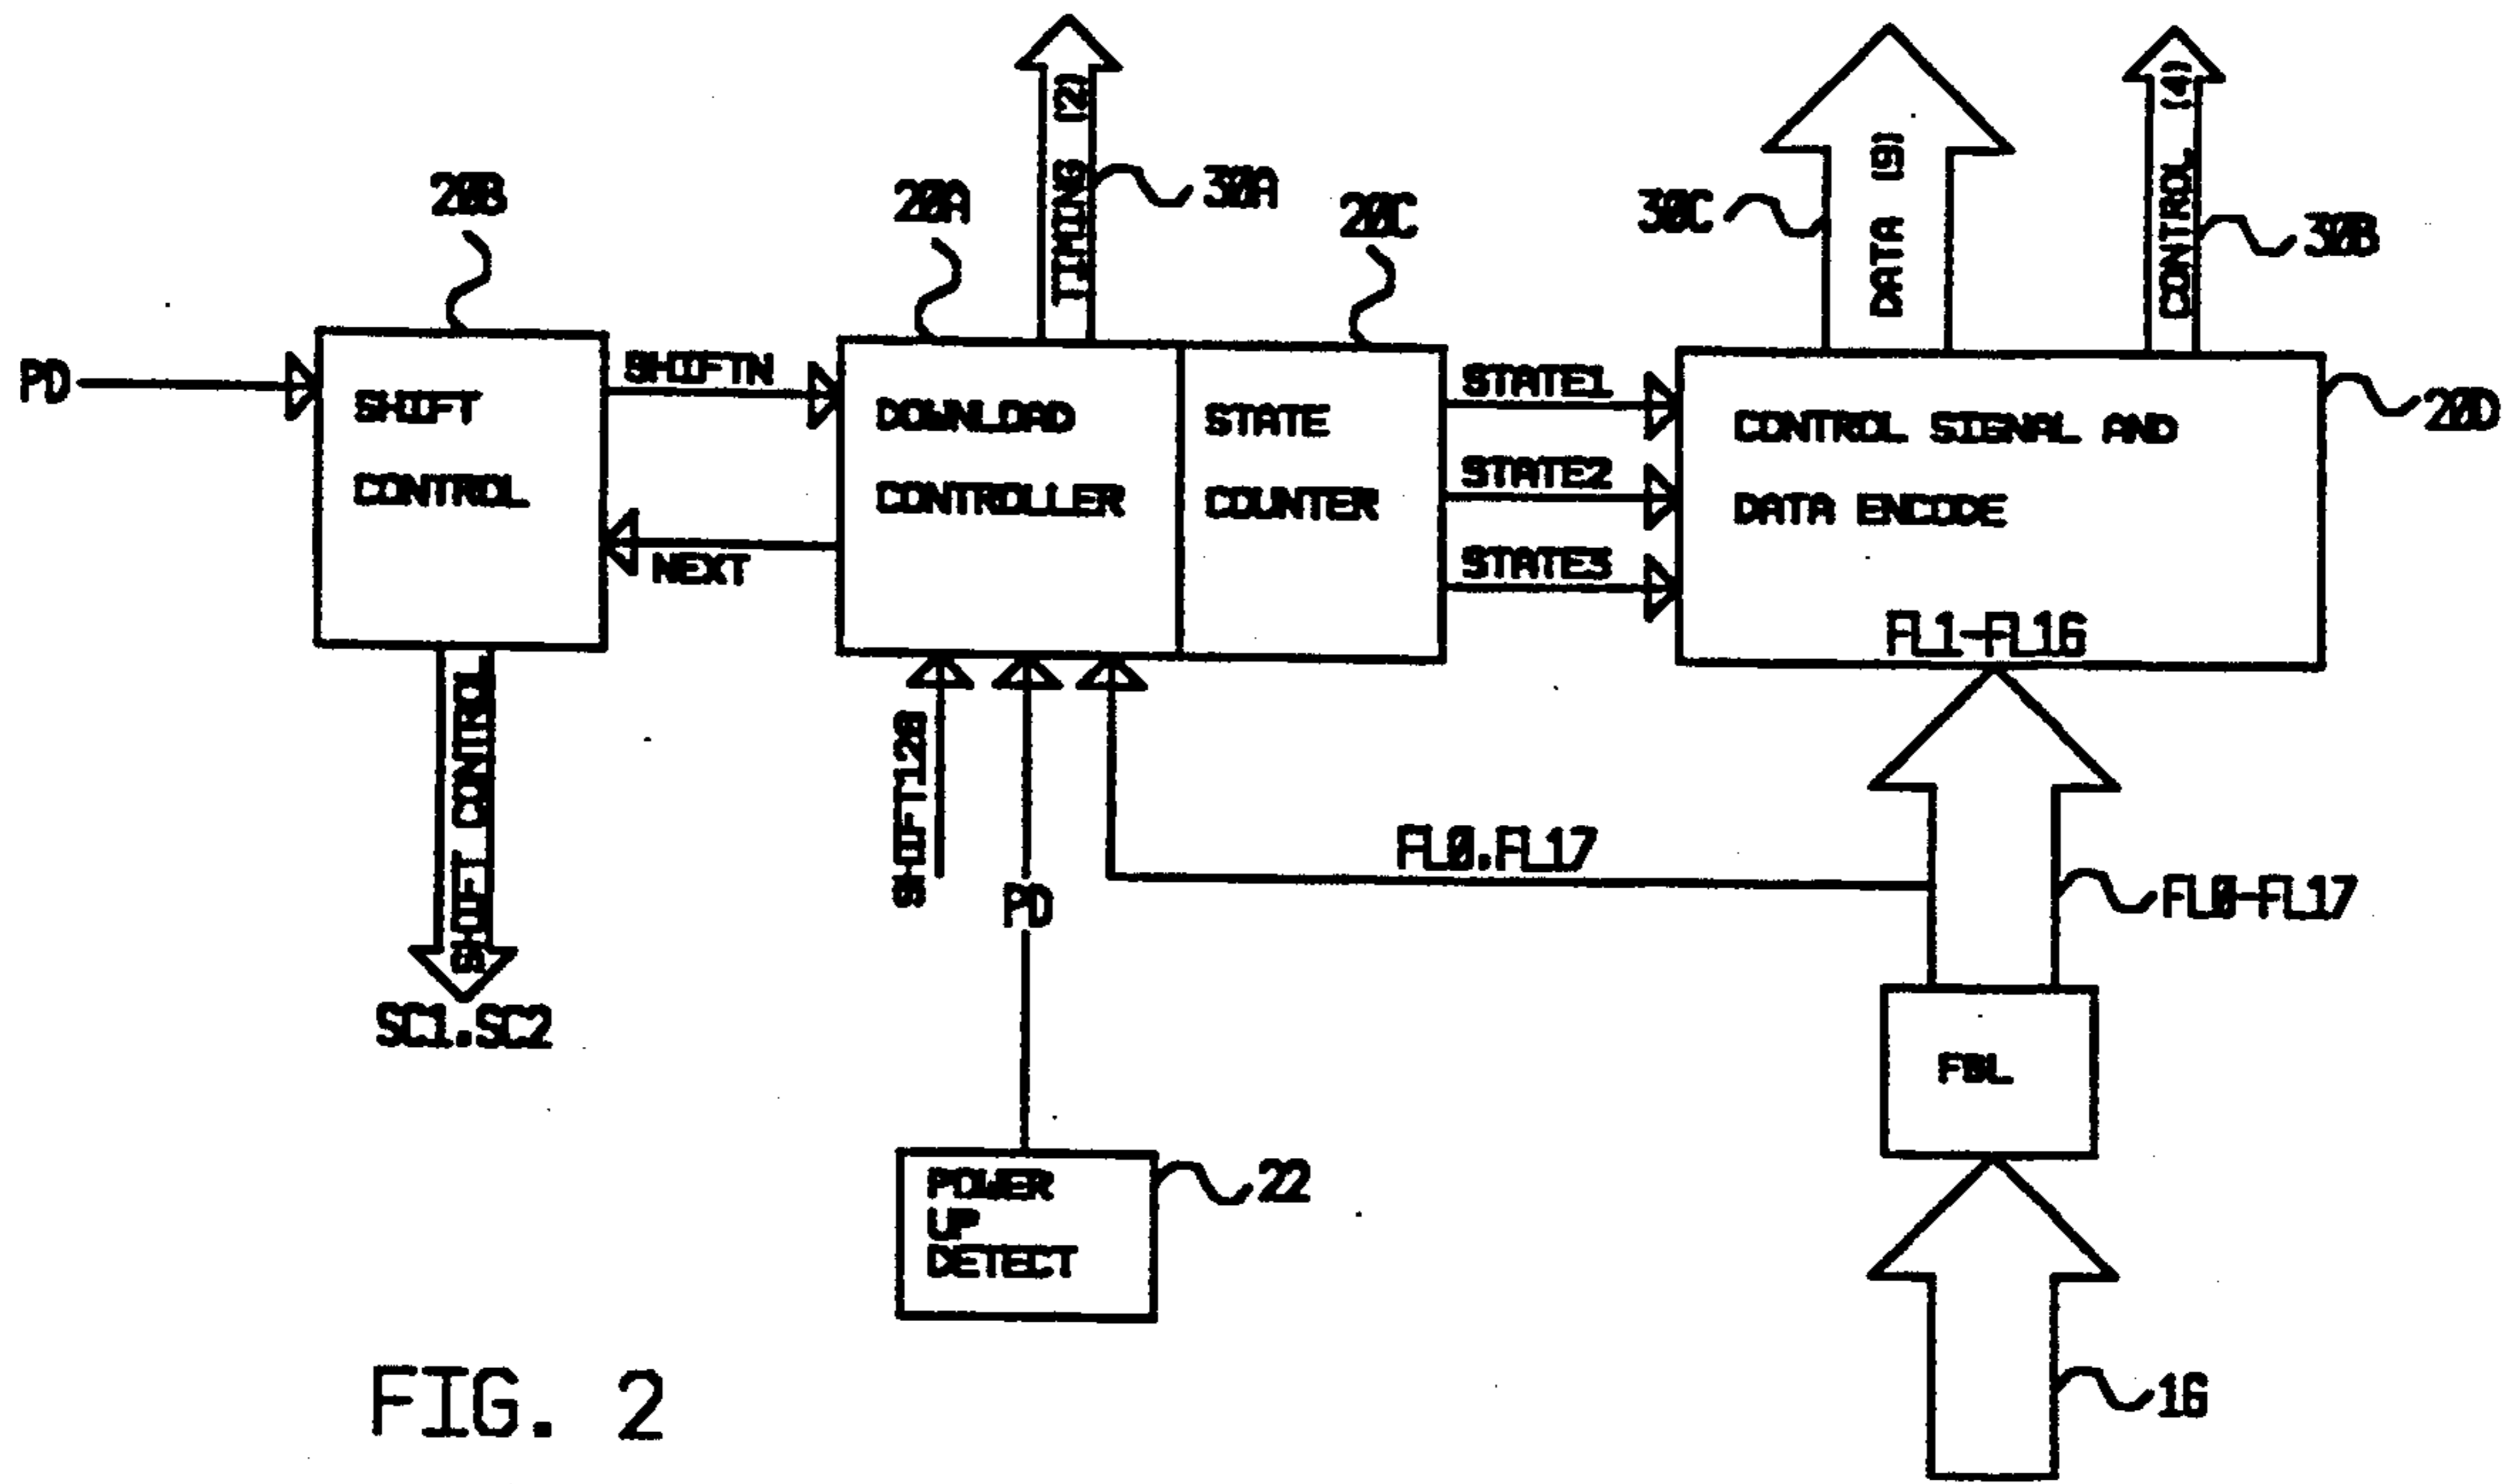 TIMING (2)
DATA (9)
CONTROL (4)
20B
20A
30A
20C
30C
30B
PD
SHIFT
CONTROL
SHIFTN
NEXT
DOWNLOAD
CONTROLLER
STATE
COUNTER
STATE1
STATE2
STATE3
CONTROL SIGNAL AND
DATA ENCODE
20D
FL1-FL16
SHIFT CONTROL
SC1.SC2
SHIFT128
PD
FL0.FL17
FL0-FL17
POWER
UP
DETECT
22
16
FIG. 2